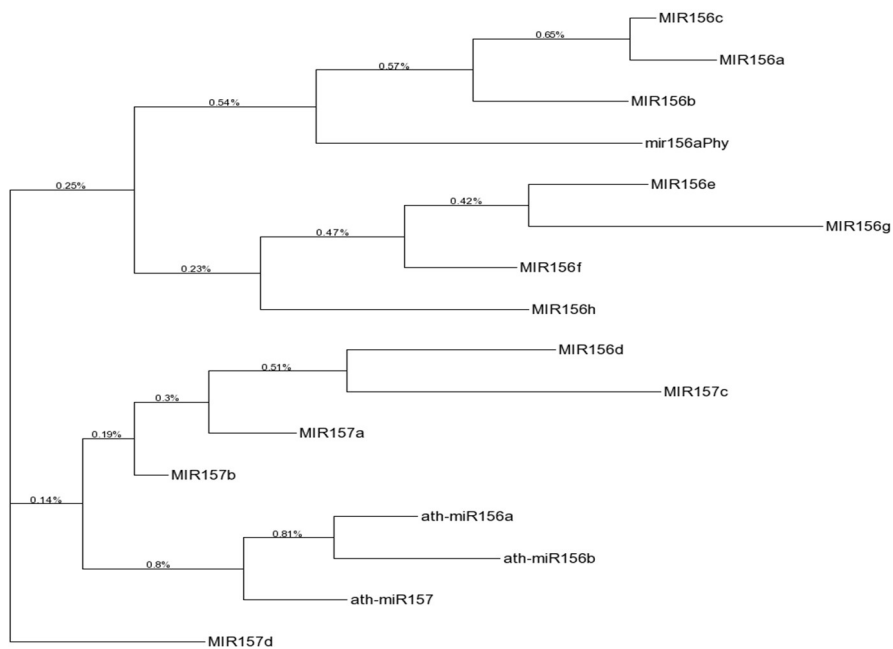 MIR156c
0.65%
MIR156a
0.57%
MIR156b
0.54%
mir156aPhy
0.25%
MIR156e
0.42%
MIR156g
0.47%
MIR156f
0.23%
MIR156h
MIR156d
0.51%
MIR157c
0.3%
MIR157a
0.19%
MIR157b
0.14%
ath-miR156a
0.81%
ath-miR156b
0.8%
ath-miR157
MIR157d